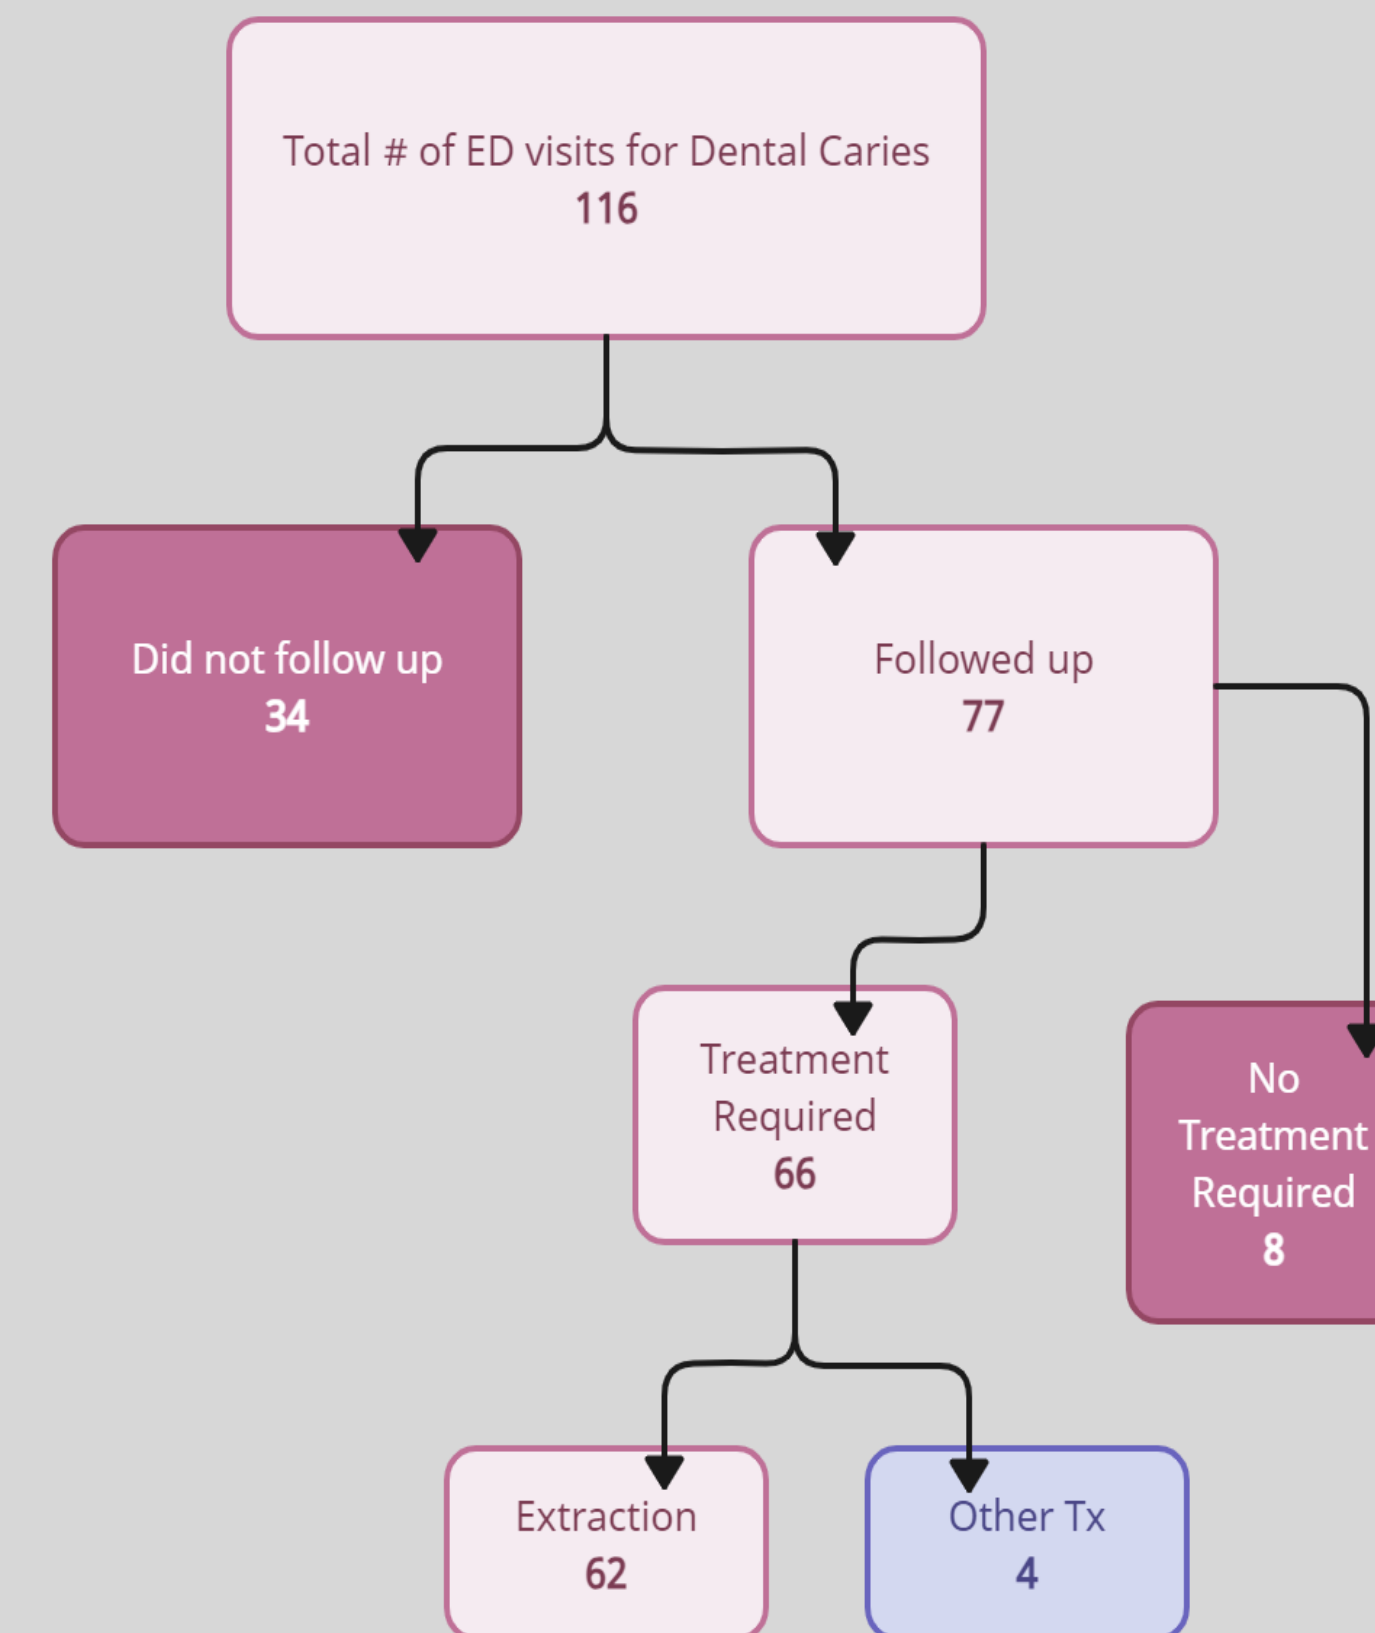 Total # of ED visits for Dental Caries
116
Did not follow up
34
Followed up
77
Treatment
Required
66
No
Treatment
Required
8
Extraction
62
Other Tx
4